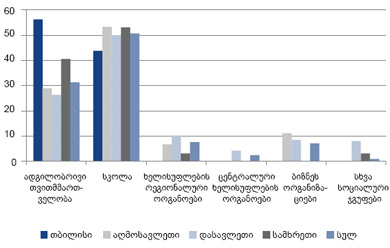 60
50
40
30
20
10
0
ადგილობრივი
თვითმმართ-
ველობა
სკოლა
ხელისუფლების
რეგიონალური
ორგანოები
ცენტრალური
ხელისუფლების
ორგანოები
ბიზნეს
ორგანიზა-
ციები
სხვა
სოციალური
ჯგუფები
თბილისი
აღმოსავლეთი
დასავლეთი
სამხრეთი
სულ